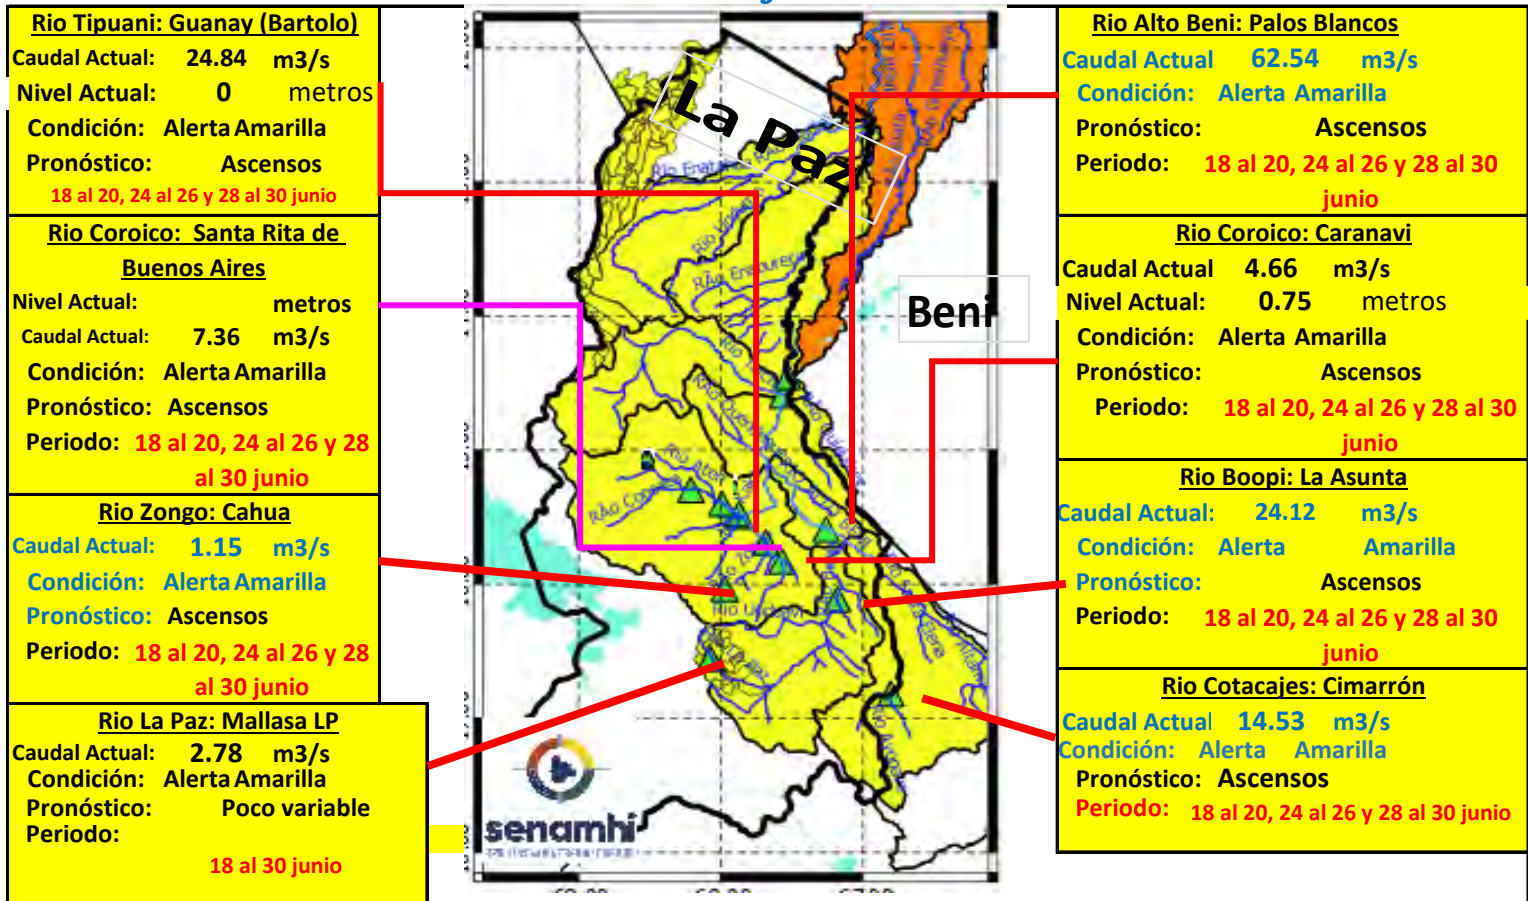 Rio Tipuani: Guanay (Bartolo)
Caudal Actual: 24.84 m3/s
Nivel Actual: 0 metros
Condición: Alerta Amarilla
Pronóstico: Ascensos
18 al 20, 24 al 26 y 28 al 30 junio
Rio Coroico: Santa Rita de
Buenos Aires
Nivel Actual: metros
Caudal Actual: 7.36 m3/s
Condición: Alerta Amarilla
Pronóstico: Ascensos
Periodo: 18 al 20, 24 al 26 y 28
al 30 junio
Rio Zongo: Cahua
Caudal Actual: 1.15 m3/s
Condición: Alerta Amarilla
Pronóstico: Ascensos
Periodo: 18 al 20, 24 al 26 y 28
al 30 junio
Rio La Paz: Mallasa LP
Caudal Actual: 2.78 m3/s
Condición: Alerta Amarilla
Pronóstico: Poco variable
Periodo:
18 al 30 junio
La Paz
Beni
senamhi
Rio Alto Beni: Palos Blancos
Caudal Actual 62.54 m3/s
Condición: Alerta Amarilla
Pronóstico: Ascensos
Periodo: 18 al 20, 24 al 26 y 28 al 30
junio
Rio Coroico: Caranavi
Caudal Actual 4.66 m3/s
Nivel Actual: 0.75 metros
Condición: Alerta Amarilla
Pronóstico: Ascensos
Periodo: 18 al 20, 24 al 26 y 28 al 30
junio
Rio Boopi: La Asunta
Caudal Actual: 24.12 m3/s
Condición: Alerta Amarilla
Pronóstico: Ascensos
Periodo: 18 al 20, 24 al 26 y 28 al 30
junio
Rio Cotacajes: Cimarrón
Caudal Actual 14.53 m3/s
Condición: Alerta Amarilla
Pronóstico: Ascensos
Periodo: 18 al 20, 24 al 26 y 28 al 30 junio